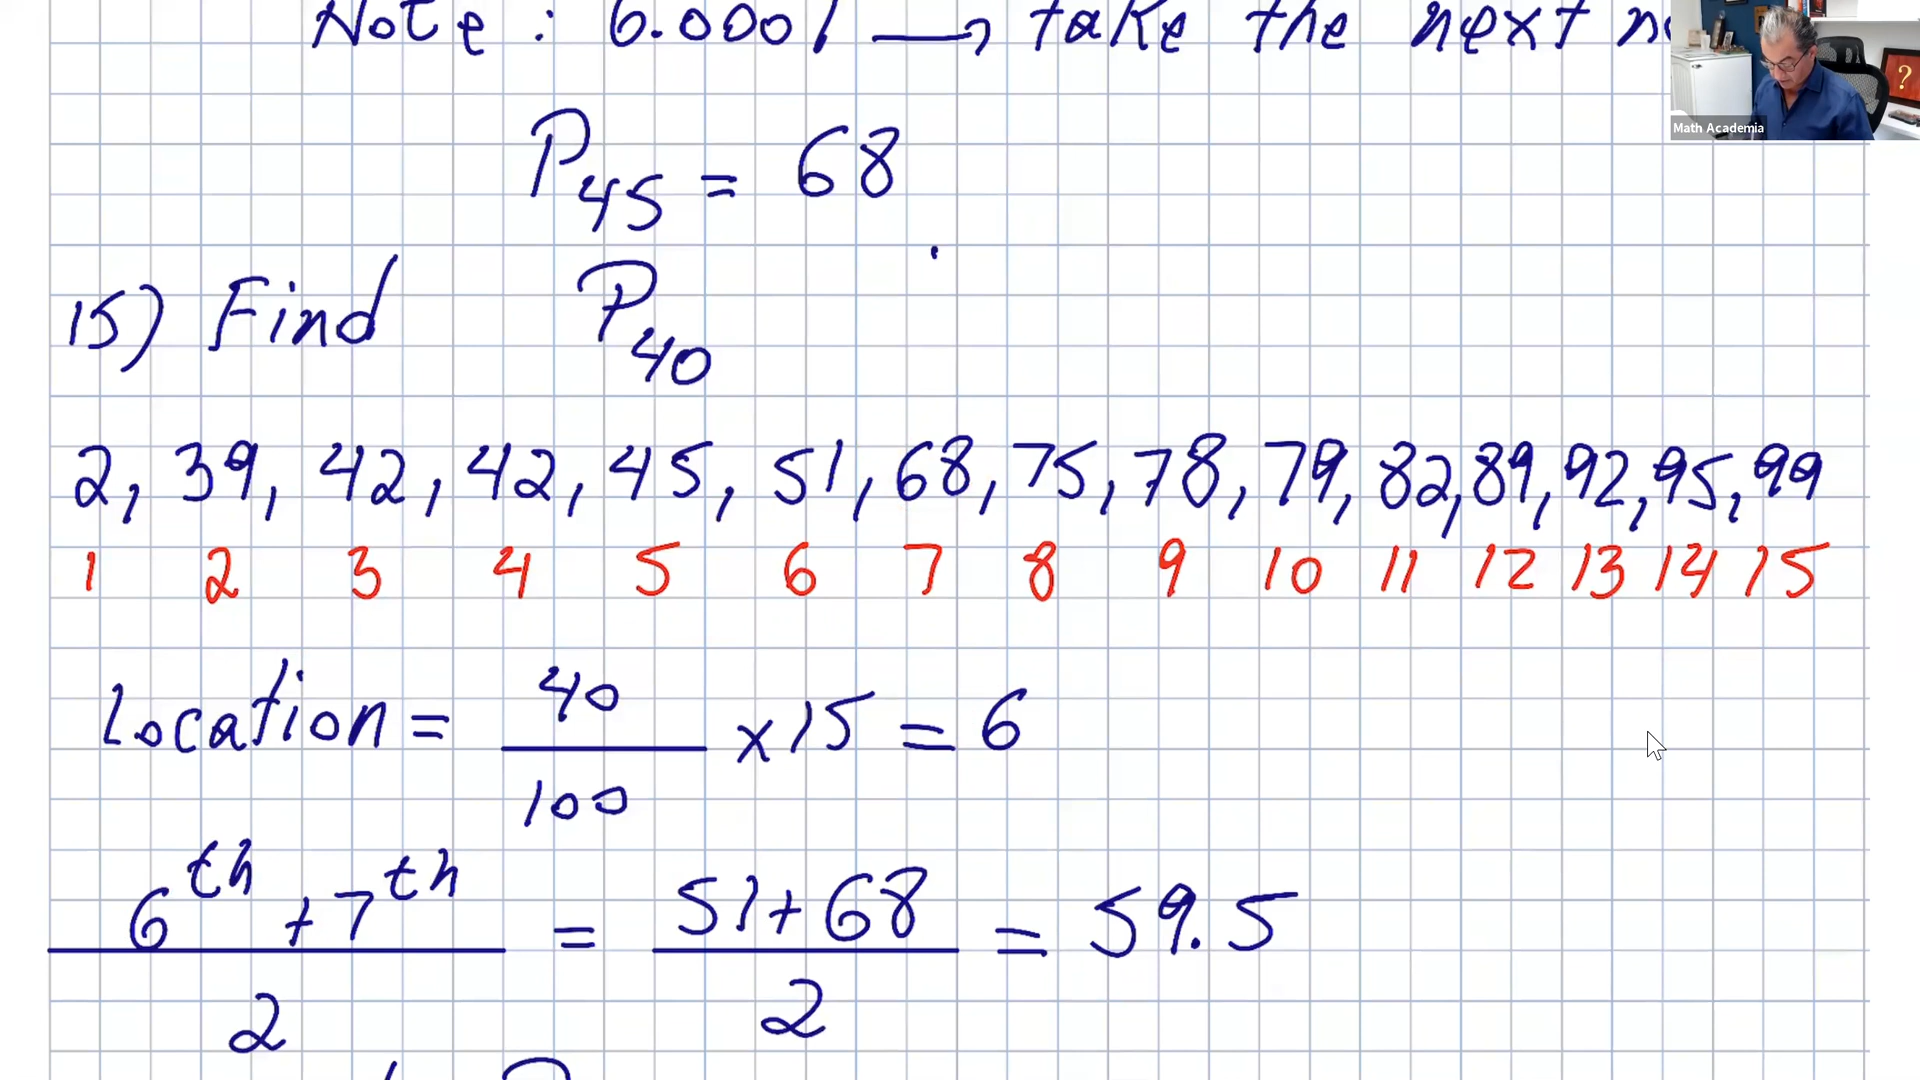 Note : 6.0001 → take the next
?
Math Academia
P45 = 68
15) Find P40
2, 39, 42, 42, 45, 51, 68, 75, 78, 79, 82, 89, 92, 95, 99
1 2 3 4 5 6 7 8 9 10 11 12 13 14 15
Location = 40/100 x 15 = 6
6th + 7th / 2 = 51 + 68 / 2 = 59.5